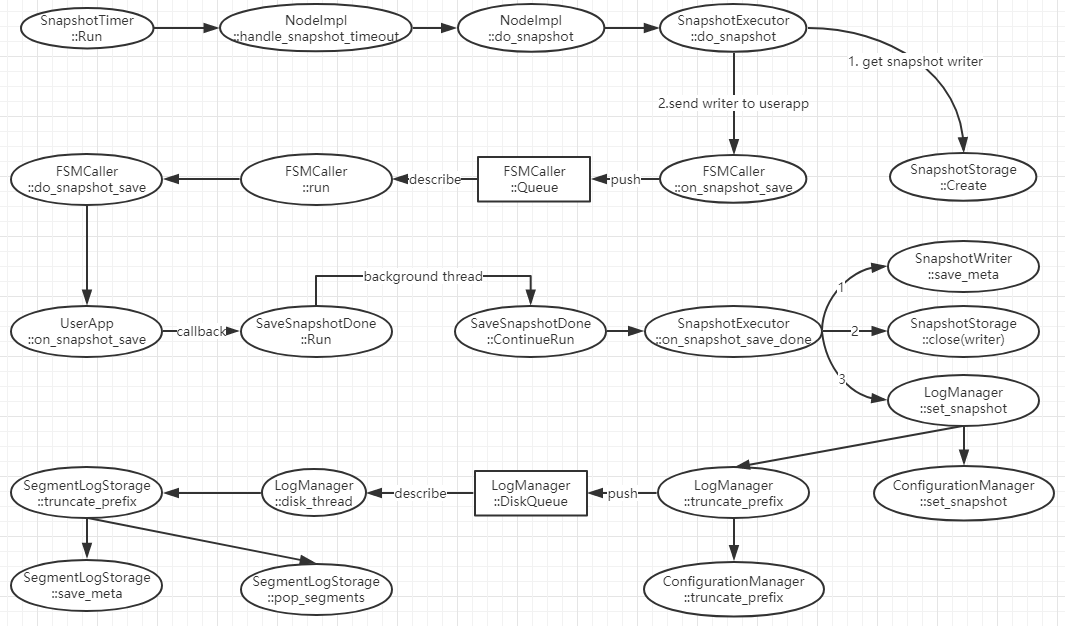 SnapshotTimer
::Run
NodeImpl
::handle_snapshot_timeout
NodeImpl
::do_snapshot
SnapshotExecutor
::do_snapshot
1. get snapshot writer
2.send writer to userapp
FSMCaller
::do_snapshot_save
FSMCaller
::run
describe
FSMCaller
::Queue
push
FSMCaller
::on_snapshot_save
SnapshotStorage
::Create
background thread
UserApp
::on_snapshot_save
callback
SaveSnapshotDone
::Run
SaveSnapshotDone
::ContinueRun
SnapshotExecutor
::on_snapshot_save_done
1
SnapshotWriter
::save_meta
2
SnapshotStorage
::close(writer)
3
LogManager
::set_snapshot
SegmentLogStorage
::truncate_prefix
LogManager
::disk_thread
describe
LogManager
::DiskQueue
push
LogManager
::truncate_prefix
ConfigurationManager
::set_snapshot
SegmentLogStorage
::save_meta
SegmentLogStorage
::pop_segments
ConfigurationManager
::truncate_prefix